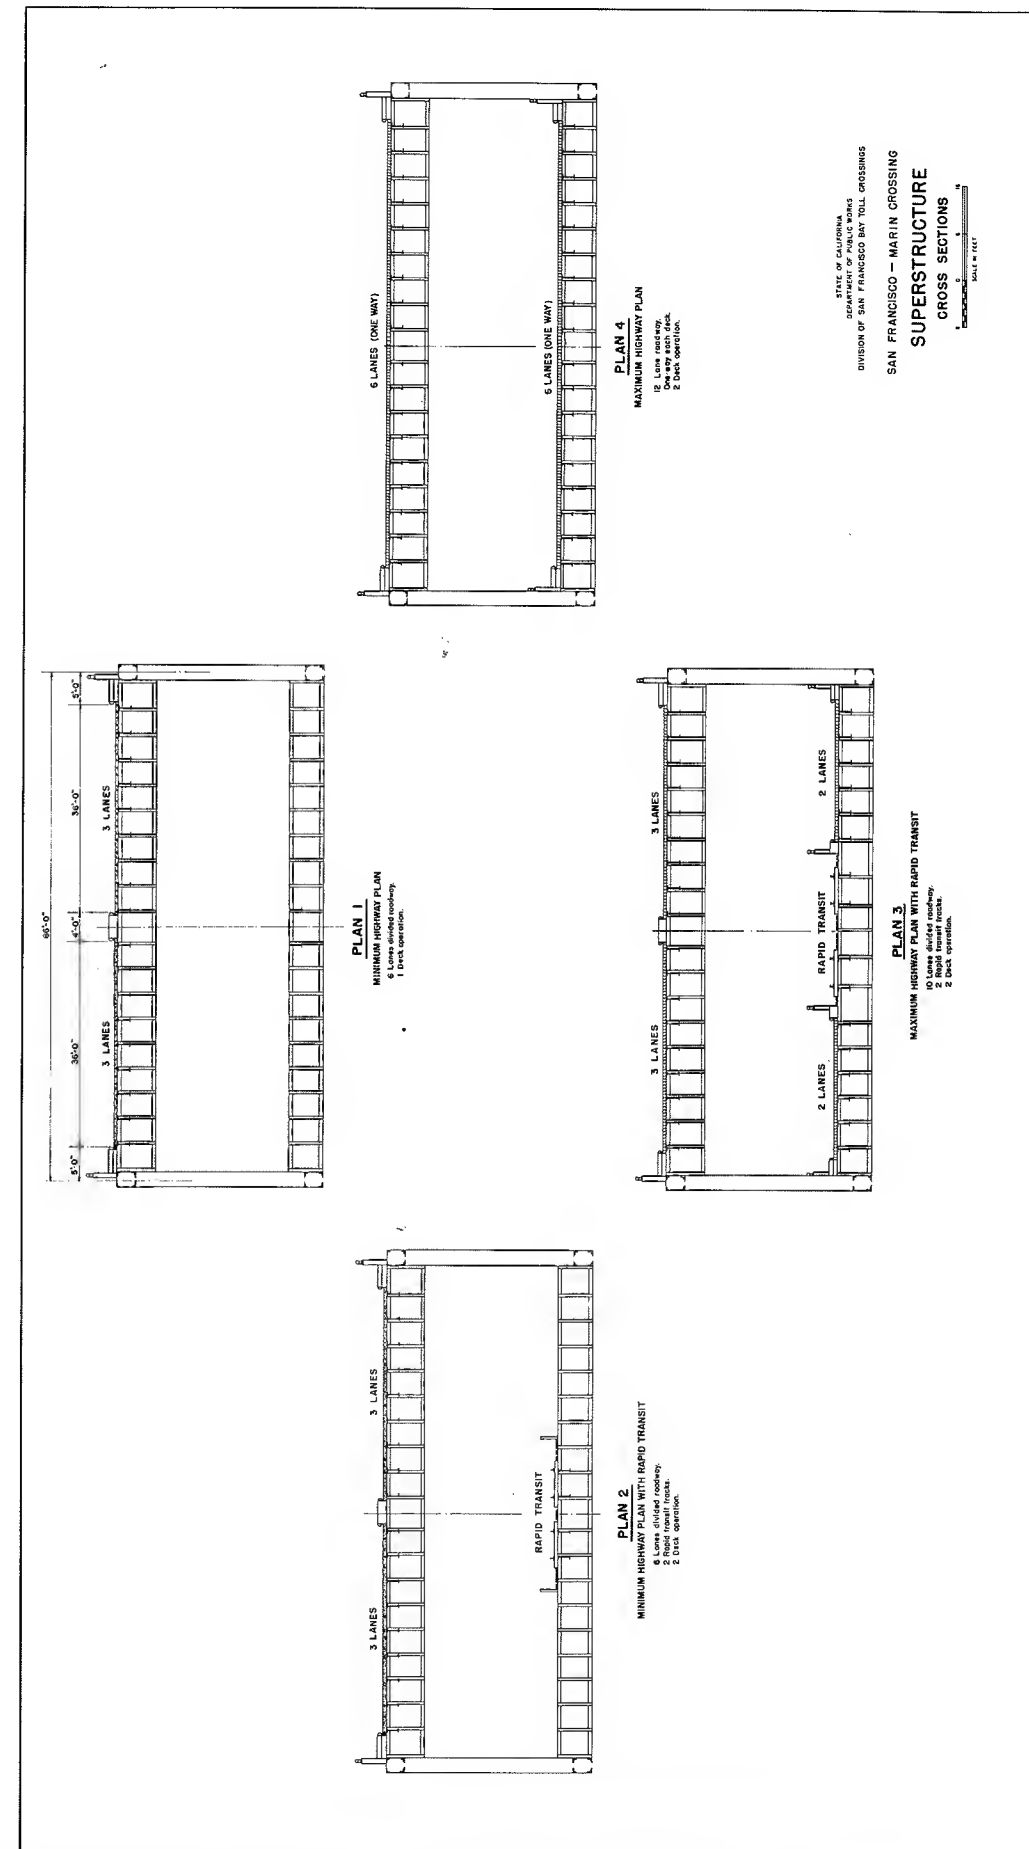 86'-0"
5'-0" 36'-0" 4'-0" 36'-0" 5'-0"
3 LANES 3 LANES
PLAN 1
MINIMUM HIGHWAY PLAN
6 Lanes divided roadway.
1 Deck operation.
3 LANES 3 LANES
RAPID TRANSIT
PLAN 2
MINIMUM HIGHWAY PLAN WITH RAPID TRANSIT
6 Lanes divided roadway.
2 Rapid transit tracks.
2 Deck operation.
6 LANES (ONE WAY)
6 LANES (ONE WAY)
PLAN 4
MAXIMUM HIGHWAY PLAN
12 Lane roadway.
One-way each deck.
2 Deck operation.
3 LANES 3 LANES
2 LANES RAPID TRANSIT 2 LANES
PLAN 3
MAXIMUM HIGHWAY PLAN WITH RAPID TRANSIT
10 Lanes divided roadway.
2 Rapid transit tracks.
2 Deck operation.
STATE OF CALIFORNIA
DEPARTMENT OF PUBLIC WORKS
DIVISION OF SAN FRANCISCO BAY TOLL CROSSINGS
SAN FRANCISCO – MARIN CROSSING
SUPERSTRUCTURE
CROSS SECTIONS
SCALE IN FEET